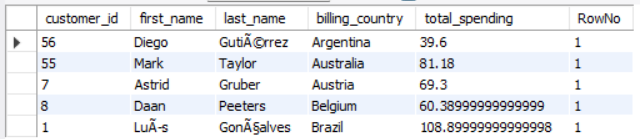 customer_id first_name last_name billing_country total_spending RowNo
56 Diego GutiÃ©rrez Argentina 39.6 1
55 Mark Taylor Australia 81.18 1
7 Astrid Gruber Austria 69.3 1
8 Daan Peeters Belgium 60.38999999999999 1
1 LuÃ-s GonÃ§alves Brazil 108.89999999999998 1